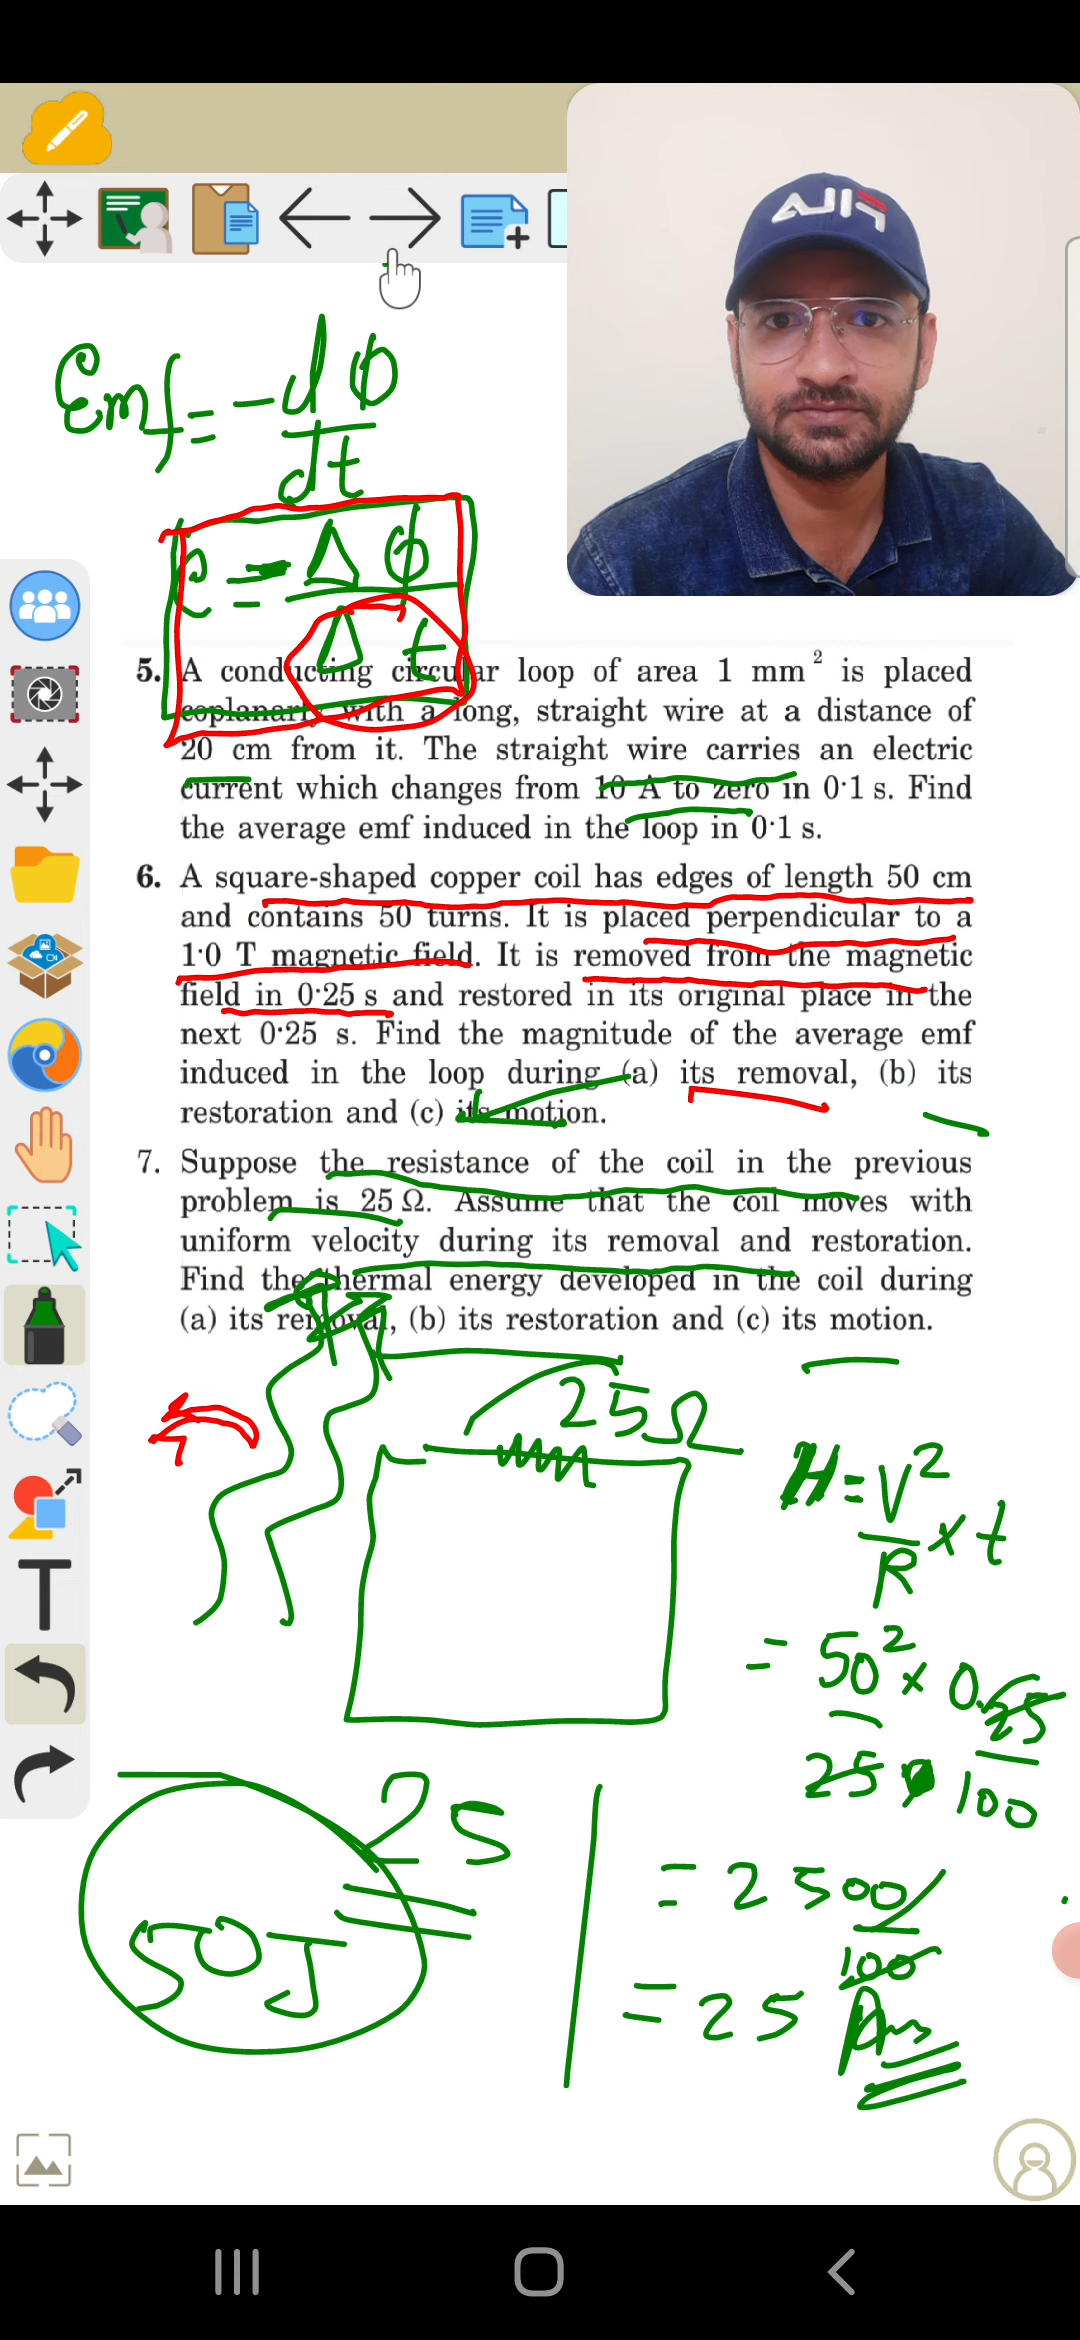 Emf = - dϕ
dt
e = - Δ ϕ
Δ t
5. A conducting circular loop of area 1 mm² is placed
coplanarly with a long, straight wire at a distance of
20 cm from it. The straight wire carries an electric
current which changes from 10 A to zero in 0·1 s. Find
the average emf induced in the loop in 0·1 s.
6. A square-shaped copper coil has edges of length 50 cm
and contains 50 turns. It is placed perpendicular to a
1·0 T magnetic field. It is removed from the magnetic
field in 0·25 s and restored in its original place in the
next 0·25 s. Find the magnitude of the average emf
induced in the loop during (a) its removal, (b) its
restoration and (c) its motion.
7. Suppose the resistance of the coil in the previous
problem is 25 Ω. Assume that the coil moves with
uniform velocity during its removal and restoration.
Find the thermal energy developed in the coil during
(a) its removal, (b) its restoration and (c) its motion.
25 Ω
H = V² × t
R
= 50² × 0.25
25 100
25
50J
= 2500
100
= 25 Ans
T